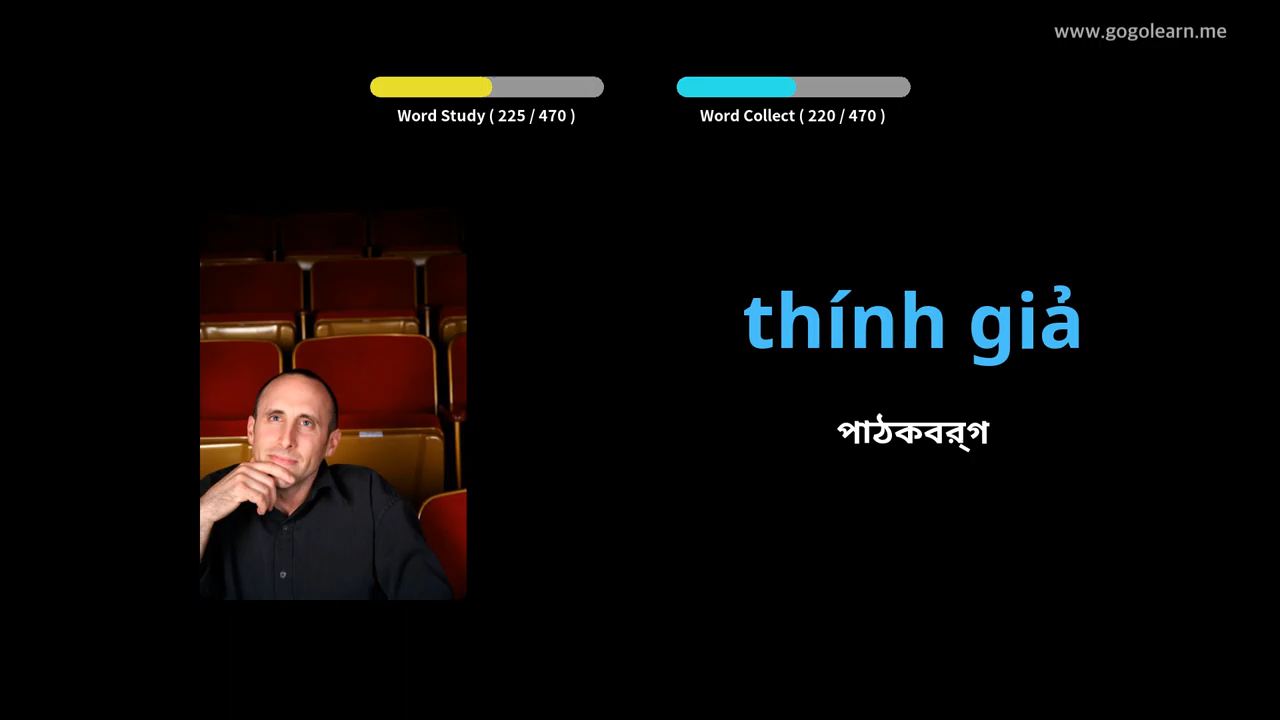 www.gogolearn.me
Word Study ( 225 / 470 )
Word Collect ( 220 / 470 )
thính giả
পাঠকবর্গ